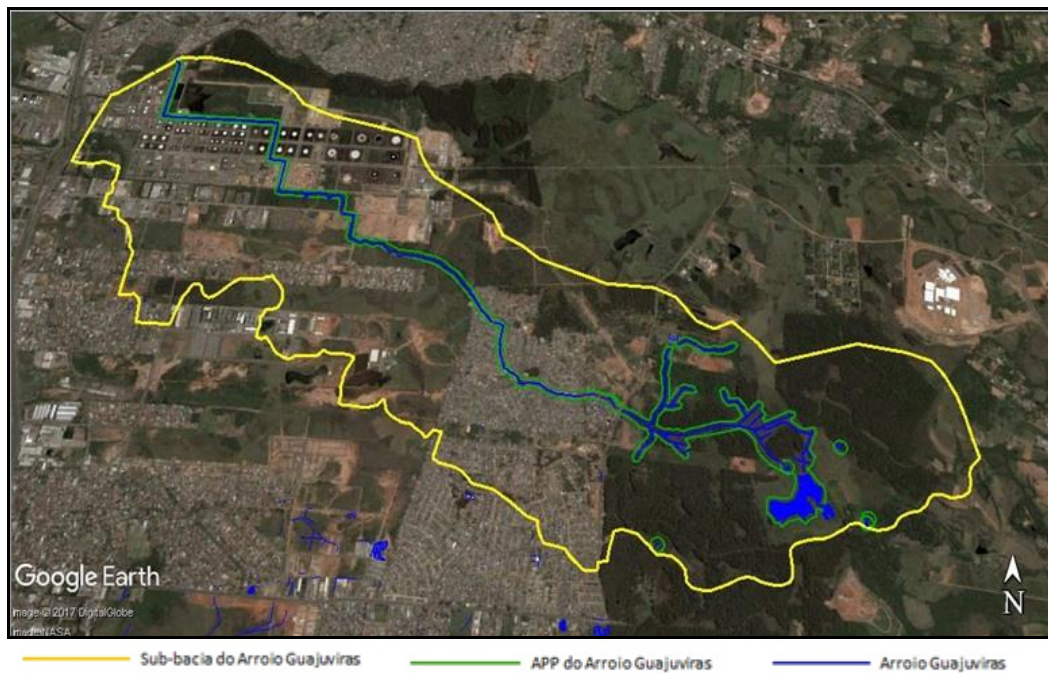 N
Google Earth
Image © 2017 DigitalGlobe
Image NASA
Sub-bacia do Arroio Guajuviras
APP do Arroio Guajuviras
Arroio Guajuviras